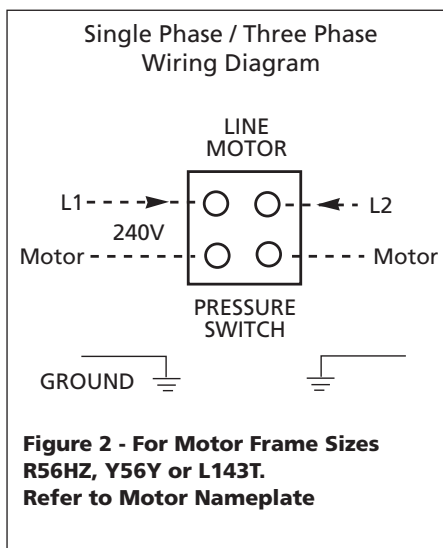 Single Phase / Three Phase
Wiring Diagram
LINE
MOTOR
L1
L2
240V
Motor
Motor
PRESSURE
SWITCH
GROUND
Figure 2 - For Motor Frame Sizes
R56HZ, Y56Y or L143T.
Refer to Motor Nameplate